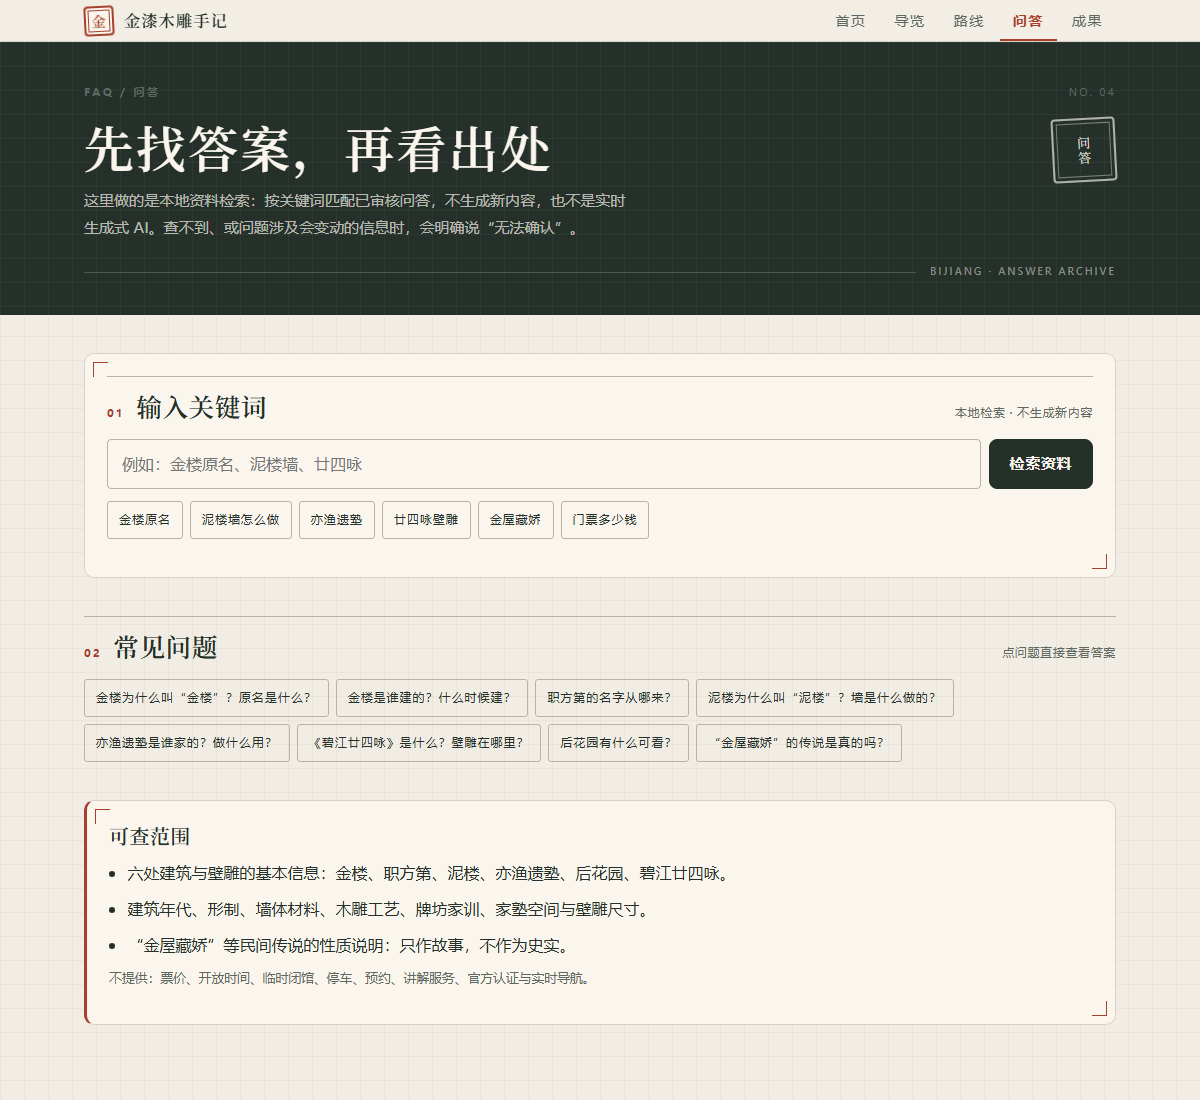 金 金漆木雕手记 首页 导览 路线 问答 成果
FAQ / 问答 NO. 04
先找答案，再看出处
问
答
这里做的是本地资料检索：按关键词匹配已审核问答，不生成新内容，也不是实时
生成式 AI。查不到、或问题涉及会变动的信息时，会明确说“无法确认”。
BIJIANG · ANSWER ARCHIVE
01 输入关键词 本地检索 · 不生成新内容
例如：金楼原名、泥楼墙、廿四咏 检索资料
金楼原名 泥楼墙怎么做 亦渔遗塾 廿四咏壁雕 金屋藏娇 门票多少钱
02 常见问题 点问题直接查看答案
金楼为什么叫“金楼”？原名是什么？ 金楼是谁建的？什么时候建？ 职方第的名字从哪来？ 泥楼为什么叫“泥楼”？墙是什么做的？
亦渔遗塾是谁家的？做什么用？ 《碧江廿四咏》是什么？壁雕在哪里？ 后花园有什么可看？ “金屋藏娇”的传说是真的吗？
可查范围
• 六处建筑与壁雕的基本信息：金楼、职方第、泥楼、亦渔遗塾、后花园、碧江廿四咏。
• 建筑年代、形制、墙体材料、木雕工艺、牌坊家训、家塾空间与壁雕尺寸。
• “金屋藏娇”等民间传说的性质说明：只作故事，不作为史实。
不提供：票价、开放时间、临时闭馆、停车、预约、讲解服务、官方认证与实时导航。